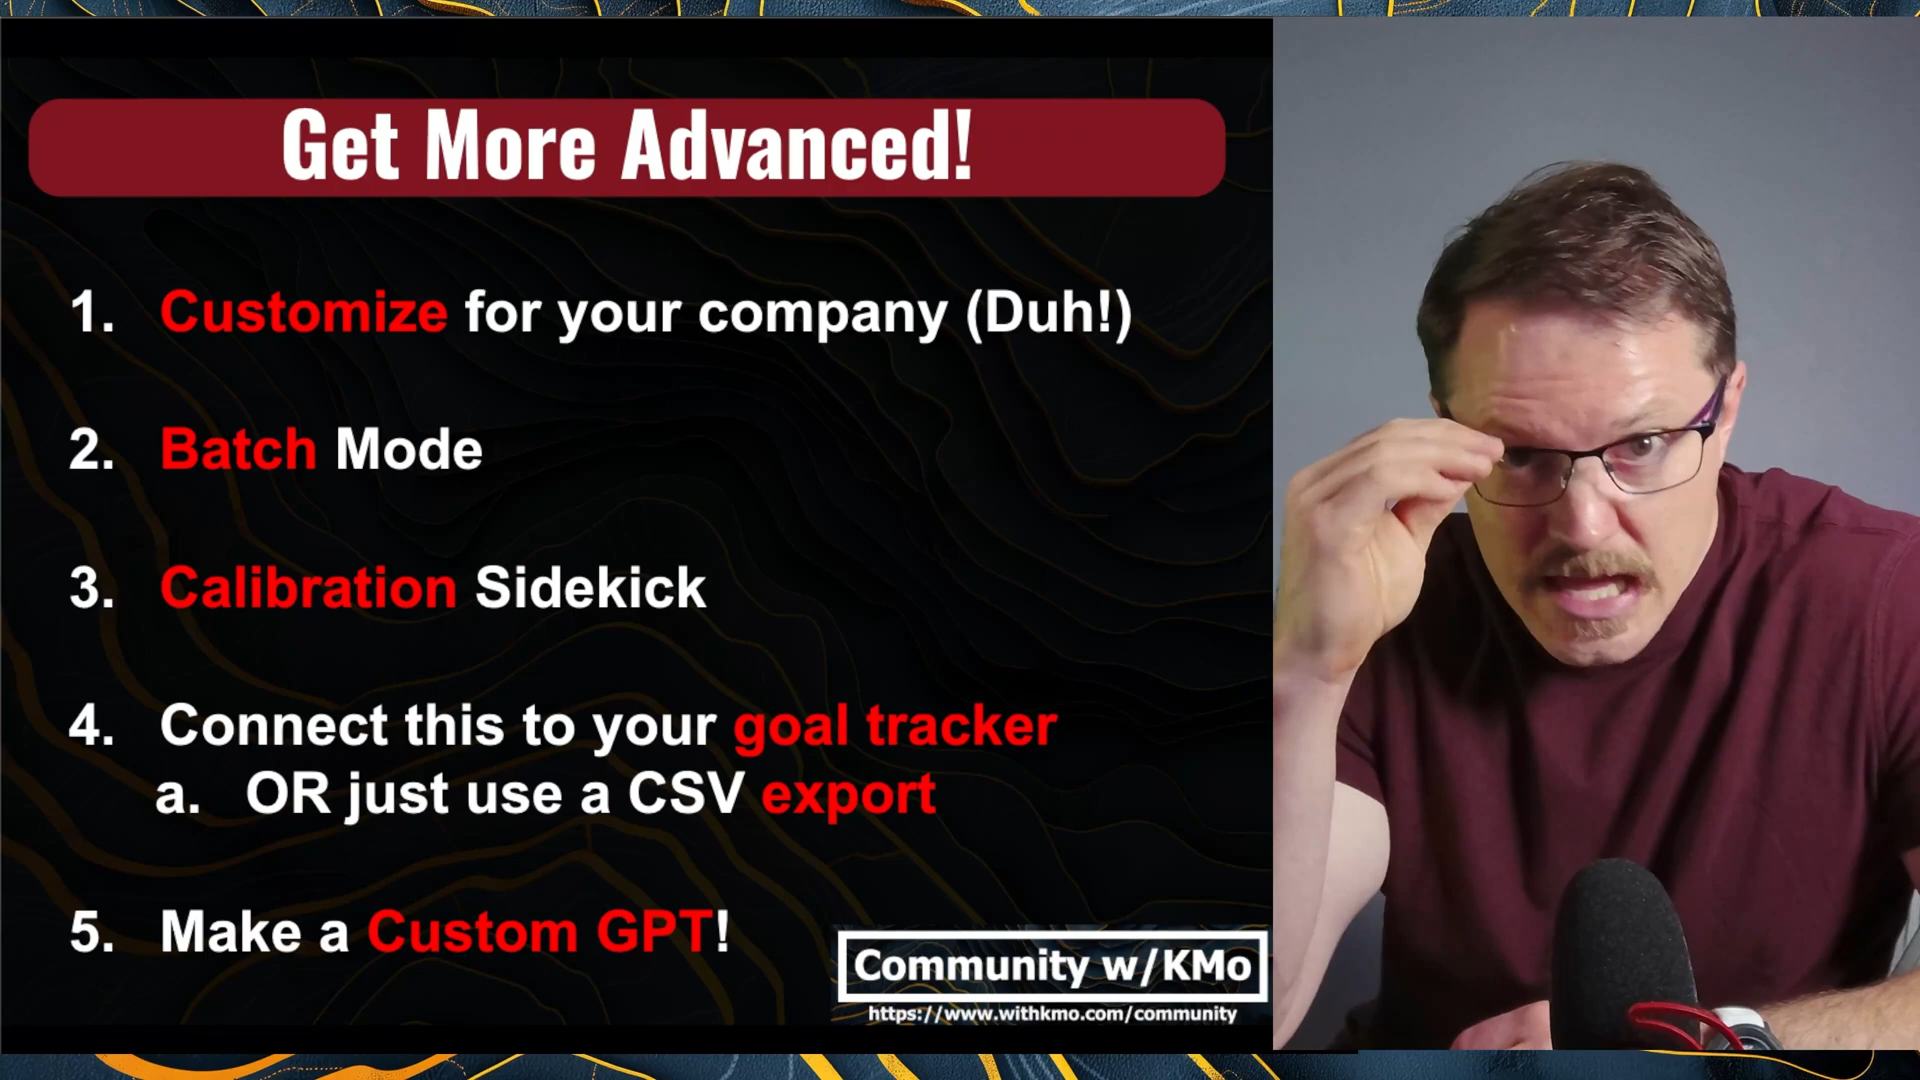 Get More Advanced!
1. Customize for your company (Duh!)
2. Batch Mode
3. Calibration Sidekick
4. Connect this to your goal tracker
a. OR just use a CSV export
5. Make a Custom GPT!
Community w/KMo
https://www.withkmo.com/community